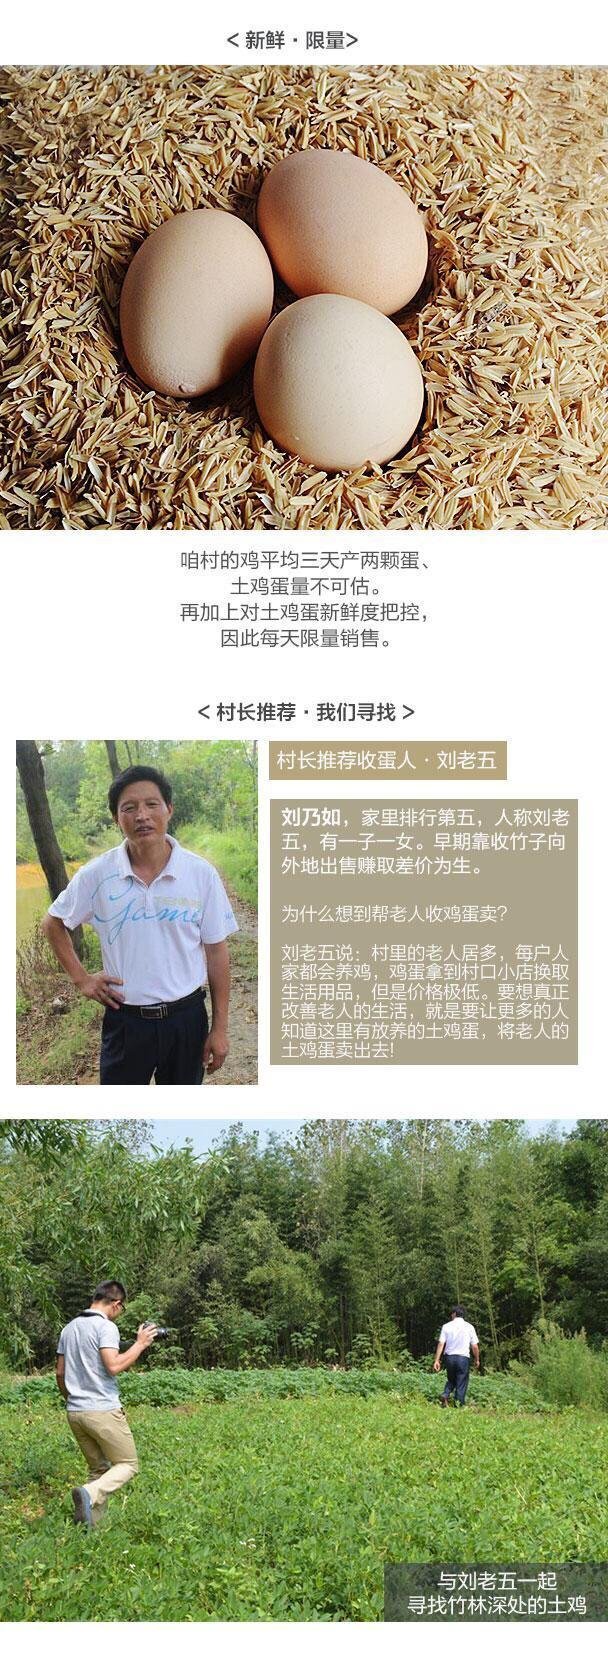 < 新鲜·限量>
咱村的鸡平均三天产两颗蛋、
土鸡蛋量不可估。
再加上对土鸡蛋新鲜度把控，
因此每天限量销售。
< 村长推荐·我们寻找 >
村长推荐收蛋人·刘老五
刘乃如，家里排行第五，人称刘老
五，有一子一女。早期靠收竹子向
外地出售赚取差价为生。
为什么想到帮老人收鸡蛋卖?
刘老五说：村里的老人居多，每户人
家都会养鸡，鸡蛋拿到村口小店换取
生活用品，但是价格极低。要想真正
改善老人的生活，就是要让更多的人
知道这里有放养的土鸡蛋，将老人的
土鸡蛋卖出去!
Game
与刘老五一起
寻找竹林深处的土鸡